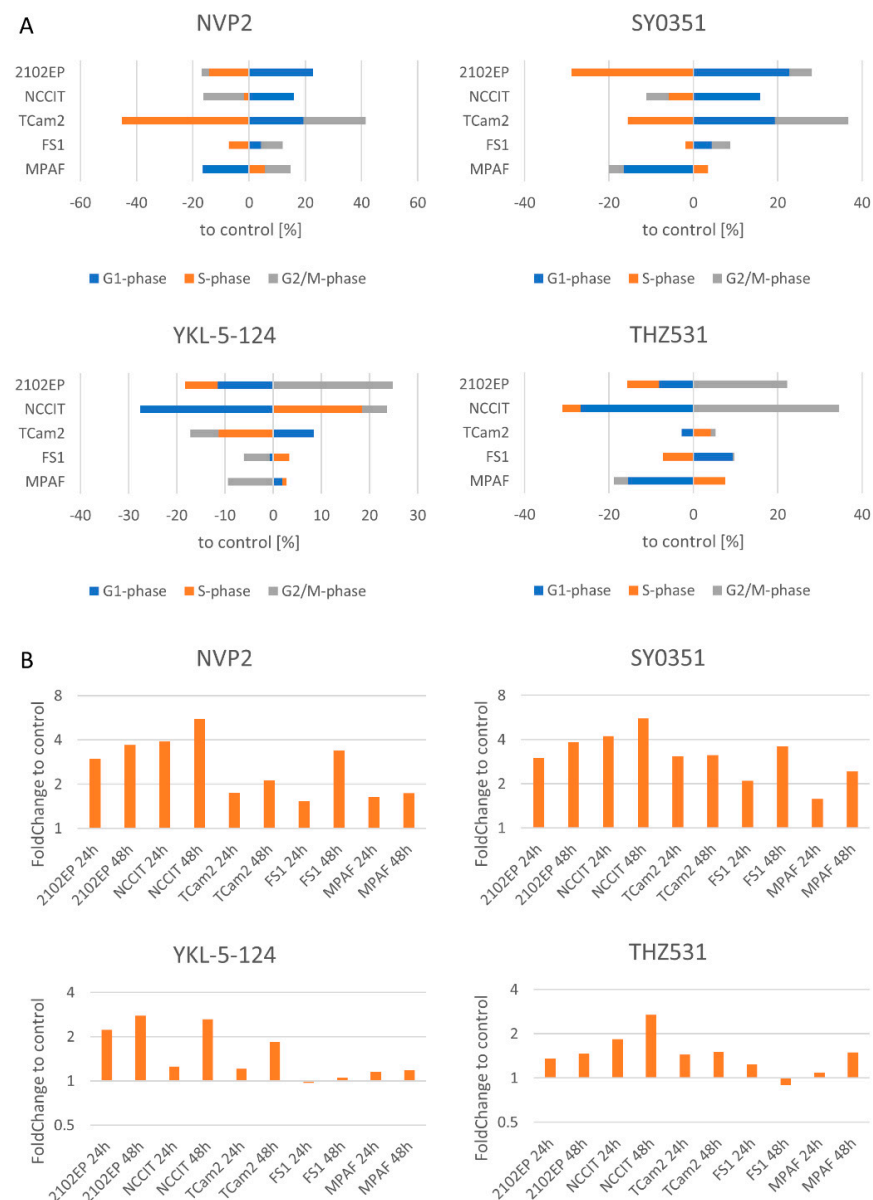 A
NVP2
2102EP
NCCIT
TCam2
FS1
MPAF
-60 -40 -20 0 20 40 60
to control [%]
G1-phase S-phase G2/M-phase
SY0351
2102EP
NCCIT
TCam2
FS1
MPAF
-40 -20 0 20 40
to control [%]
G1-phase S-phase G2/M-phase
YKL-5-124
2102EP
NCCIT
TCam2
FS1
MPAF
-40 -30 -20 -10 0 10 20 30
to control [%]
G1-phase S-phase G2/M-phase
THZ531
2102EP
NCCIT
TCam2
FS1
MPAF
-40 -20 0 20 40
to control [%]
G1-phase S-phase G2/M-phase
B
NVP2
FoldChange to control
8
4
2
1
2102EP 24h
2102EP 48h
NCCIT 24h
NCCIT 48h
TCam2 24h
TCam2 48h
FS1 24h
FS1 48h
MPAF 24h
MPAF 48h
SY0351
FoldChange to control
8
4
2
1
2102EP 24h
2102EP 48h
NCCIT 24h
NCCIT 48h
TCam2 24h
TCam2 48h
FS1 24h
FS1 48h
MPAF 24h
MPAF 48h
YKL-5-124
FoldChange to control
4
2
1
0.5
2102EP 24h
2102EP 48h
NCCIT 24h
NCCIT 48h
TCam2 24h
TCam2 48h
FS1 24h
FS1 48h
MPAF 24h
MPAF 48h
THZ531
FoldChange to control
4
2
1
0.5
2102EP 24h
2102EP 48h
NCCIT 24h
NCCIT 48h
TCam2 24h
TCam2 48h
FS1 24h
FS1 48h
MPAF 24h
MPAF 48h